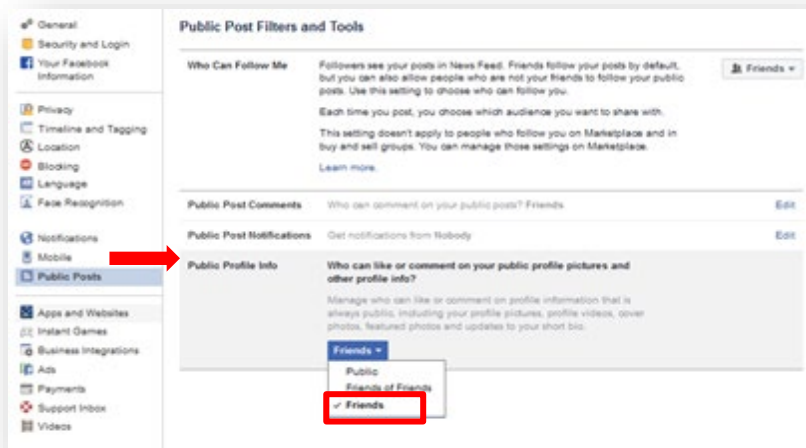 General
Security and Login
Your Facebook
Information
Privacy
Timeline and Tagging
Location
Blocking
Language
Face Recognition
Notifications
Mobile
Public Posts
Apps and Websites
Instant Games
Business Integrations
Ads
Payments
Support Inbox
Videos
Public Post Filters and Tools
Who Can Follow Me
Followers see your posts in News Feed. Friends follow your posts by default,
but you can also allow people who are not your friends to follow your public
posts. Use this setting to choose who can follow you.
Each time you post, you choose which audience you want to share with.
This setting doesn't apply to people who follow you on Marketplace and in
buy and sell groups. You can manage those settings on Marketplace.
Learn more.
Friends
Public Post Comments Who can comment on your public posts? Friends Edit
Public Post Notifications Get notifications from Nobody Edit
Public Profile Info
Who can like or comment on your public profile pictures and
other profile info?
Manage who can like or comment on profile information that is
always public, including your profile pictures, profile videos, cover
photos, featured photos and updates to your short bio.
Friends
Public
Friends of Friends
✓ Friends